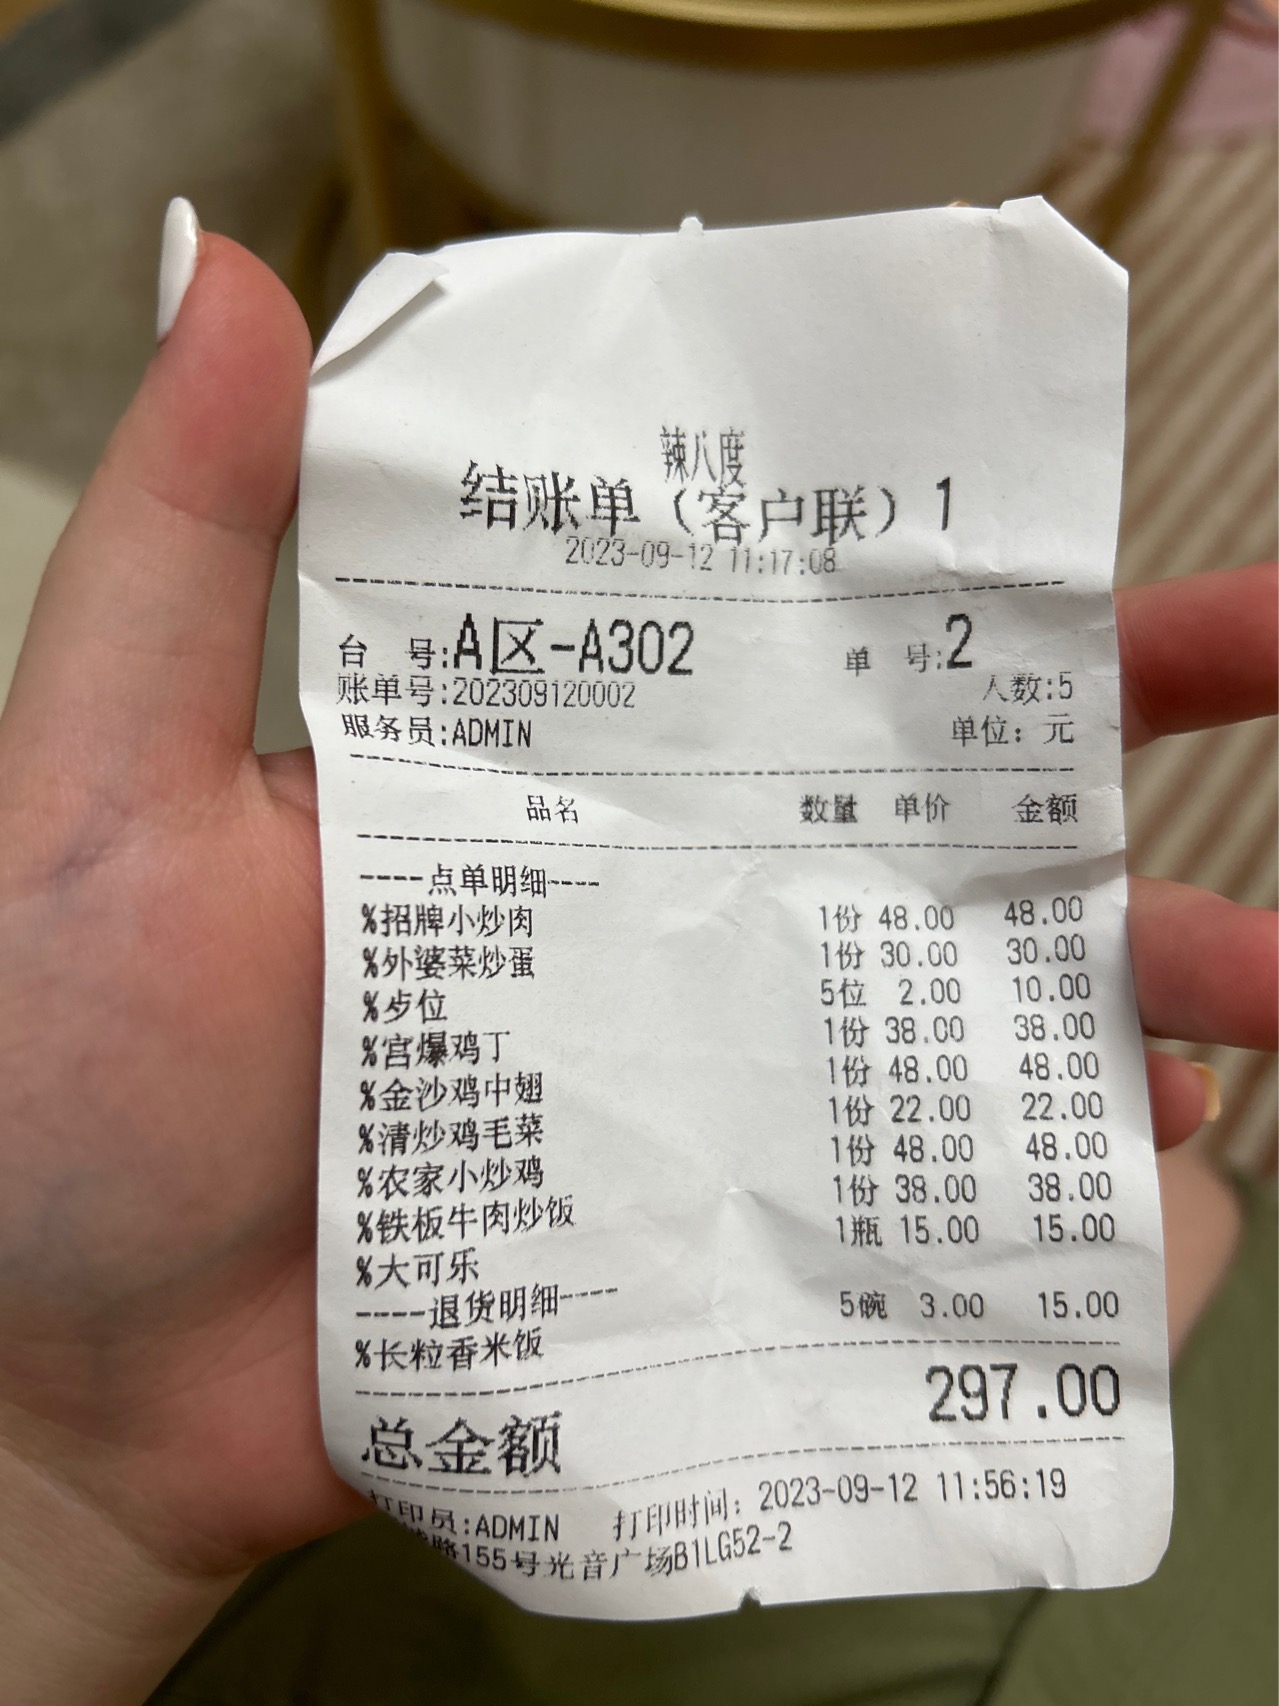 辣八度
结账单（客户联）1
2023-09-12 11:17:08
台 号:A区-A302 单 号:2
账单号:202309120002 人数:5
服务员:ADMIN 单位：元
品名 数量 单价 金额
----点单明细----
%招牌小炒肉 1份 48.00 48.00
%外婆菜炒蛋 1份 30.00 30.00
%歺位 5位 2.00 10.00
%宫爆鸡丁 1份 38.00 38.00
%金沙鸡中翅 1份 48.00 48.00
%清炒鸡毛菜 1份 22.00 22.00
%农家小炒鸡 1份 48.00 48.00
%铁板牛肉炒饭 1份 38.00 38.00
%大可乐 1瓶 15.00 15.00
----退货明细----
%长粒香米饭 5碗 3.00 15.00
总金额 297.00
打印员:ADMIN 打印时间：2023-09-12 11:56:19
路155号光音广场B1LG52-2